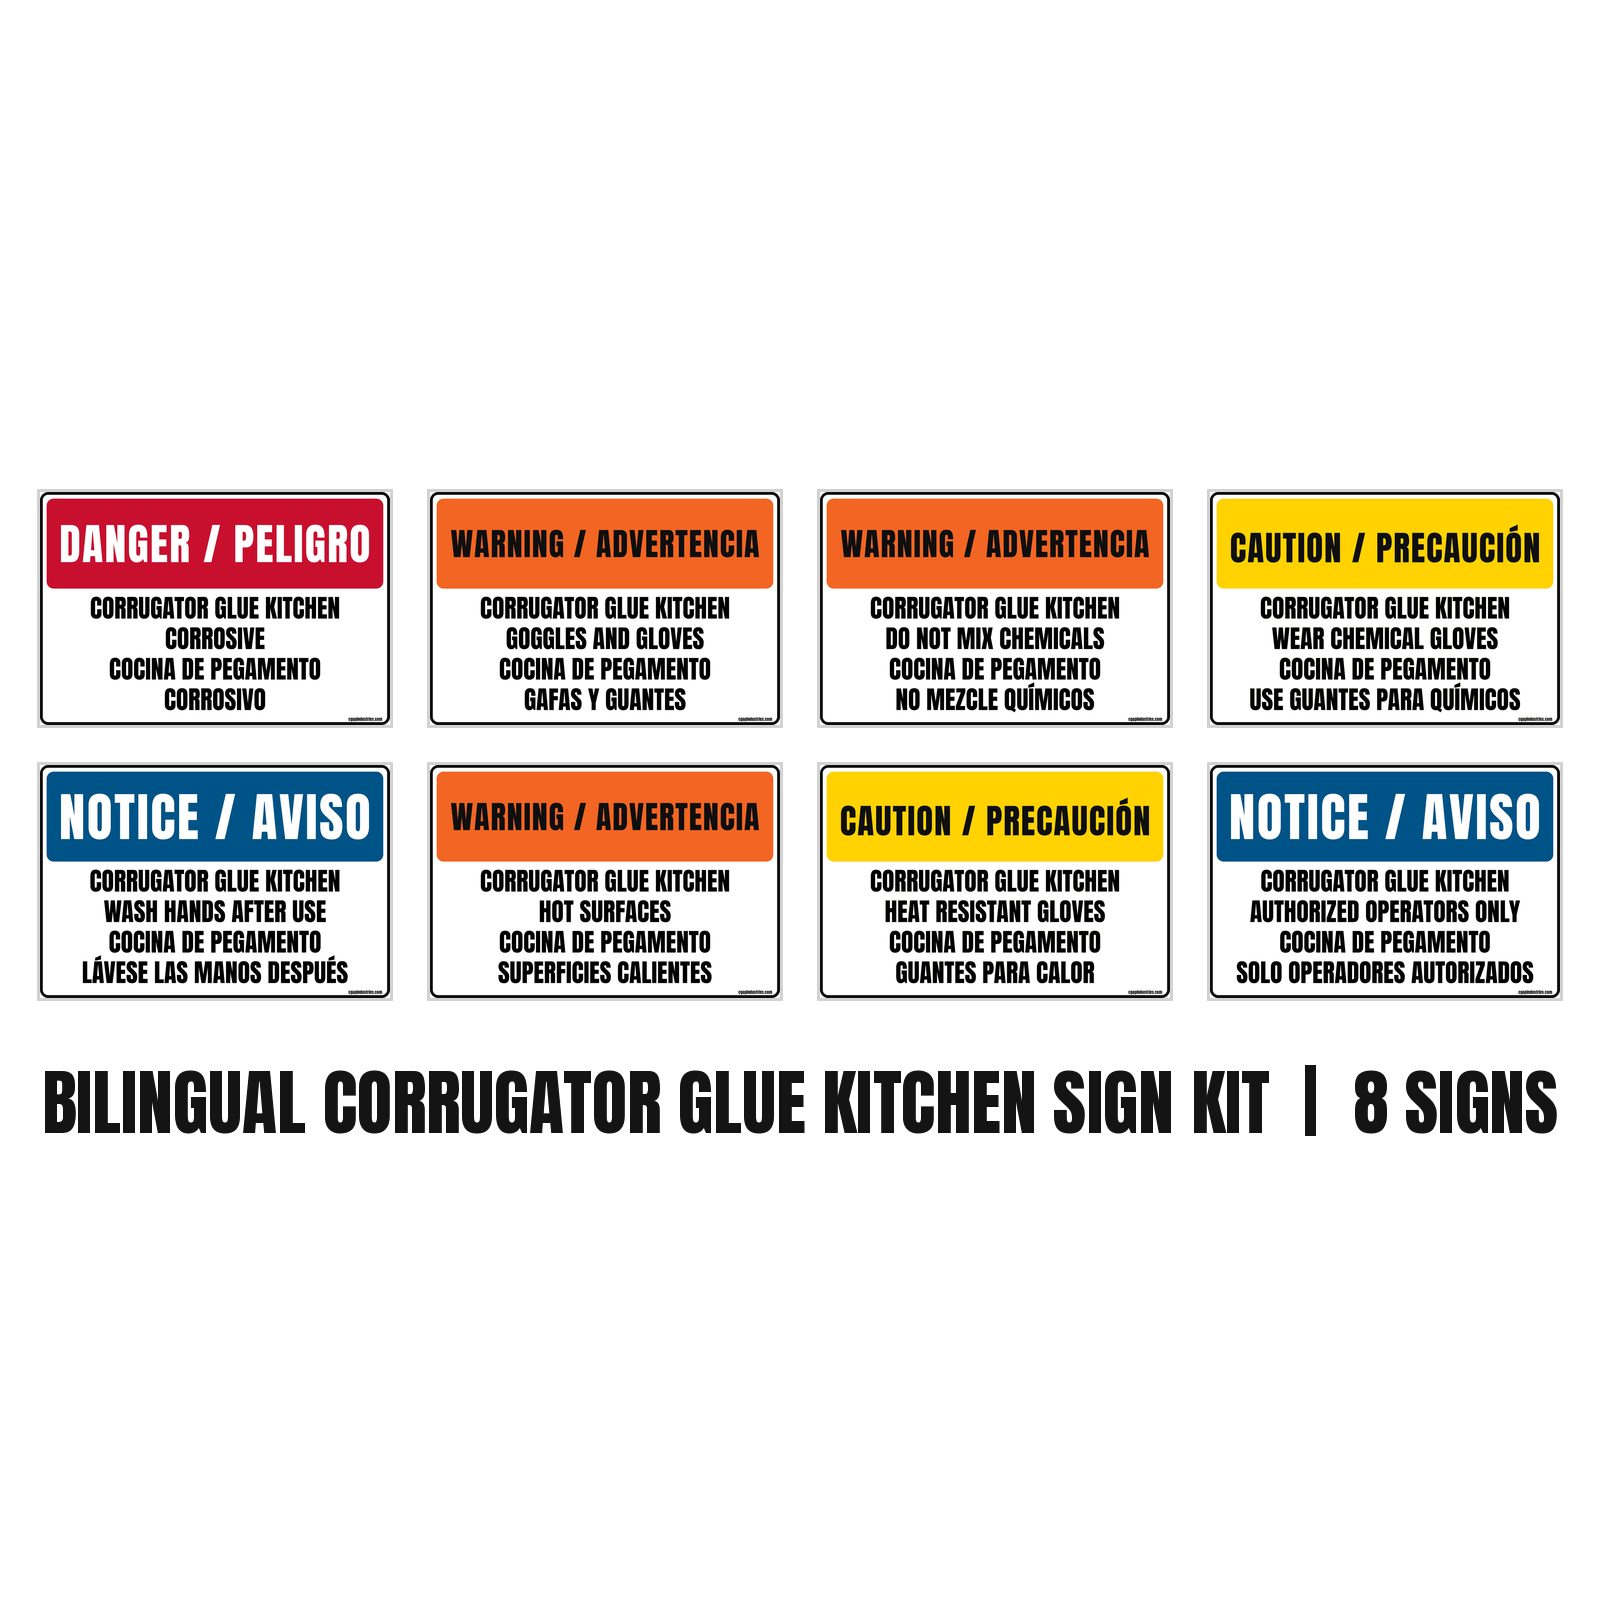 DANGER / PELIGRO
CORRUGATOR GLUE KITCHEN
CORROSIVE
COCINA DE PEGAMENTO
CORROSIVO
cgaphindustries.com
WARNING / ADVERTENCIA
CORRUGATOR GLUE KITCHEN
GOGGLES AND GLOVES
COCINA DE PEGAMENTO
GAFAS Y GUANTES
WARNING / ADVERTENCIA
CORRUGATOR GLUE KITCHEN
DO NOT MIX CHEMICALS
COCINA DE PEGAMENTO
NO MEZCLE QUÍMICOS
CAUTION / PRECAUCIÓN
CORRUGATOR GLUE KITCHEN
WEAR CHEMICAL GLOVES
COCINA DE PEGAMENTO
USE GUANTES PARA QUÍMICOS
NOTICE / AVISO
CORRUGATOR GLUE KITCHEN
WASH HANDS AFTER USE
COCINA DE PEGAMENTO
LÁVESE LAS MANOS DESPUÉS
WARNING / ADVERTENCIA
CORRUGATOR GLUE KITCHEN
HOT SURFACES
COCINA DE PEGAMENTO
SUPERFICIES CALIENTES
CAUTION / PRECAUCIÓN
CORRUGATOR GLUE KITCHEN
HEAT RESISTANT GLOVES
COCINA DE PEGAMENTO
GUANTES PARA CALOR
NOTICE / AVISO
CORRUGATOR GLUE KITCHEN
AUTHORIZED OPERATORS ONLY
COCINA DE PEGAMENTO
SOLO OPERADORES AUTORIZADOS
BILINGUAL CORRUGATOR GLUE KITCHEN SIGN KIT | 8 SIGNS